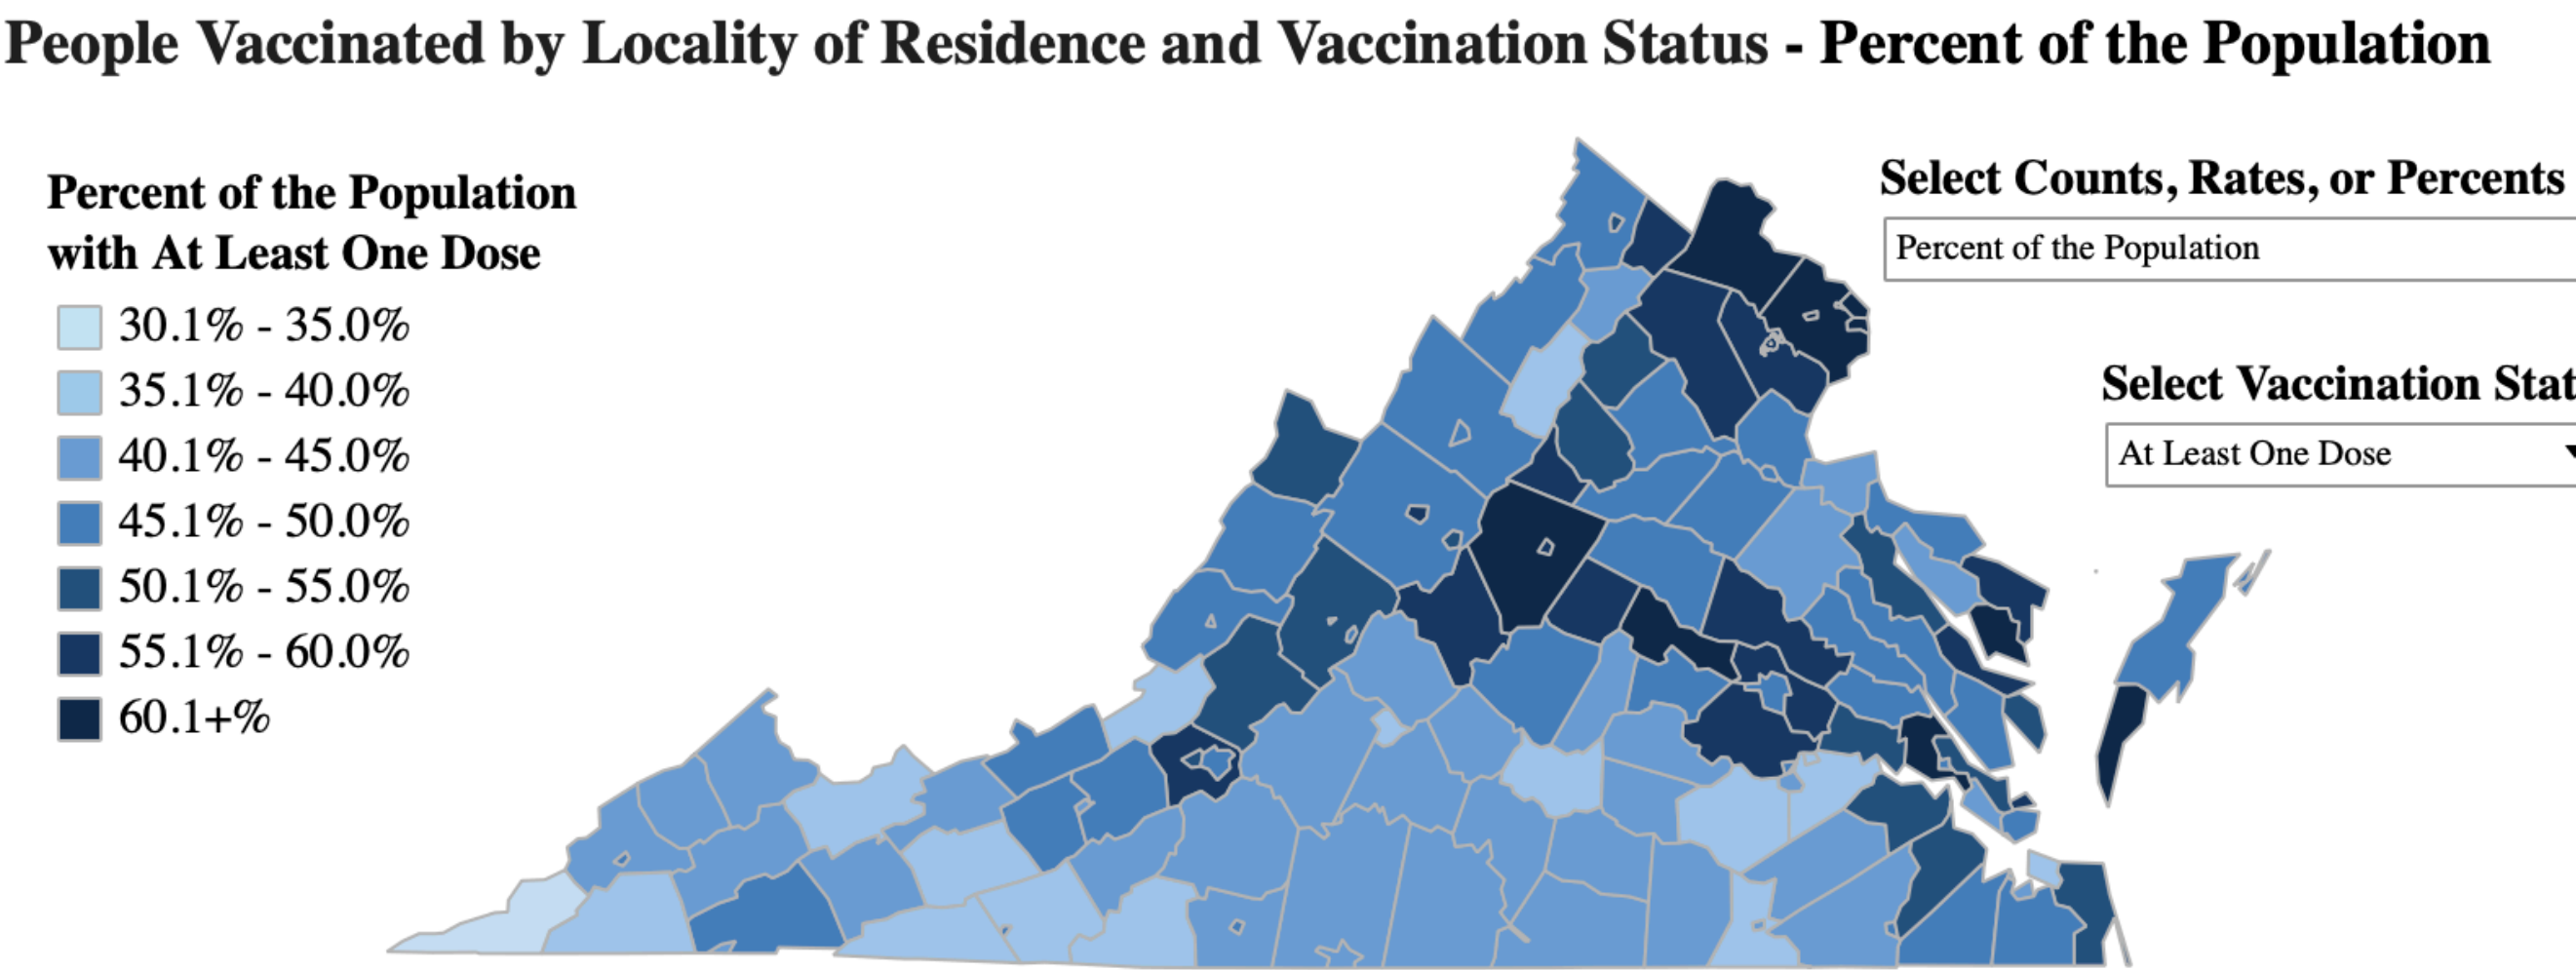 People Vaccinated by Locality of Residence and Vaccination Status - Percent of the Population
Percent of the Population
with At Least One Dose
30.1% - 35.0%
35.1% - 40.0%
40.1% - 45.0%
45.1% - 50.0%
50.1% - 55.0%
55.1% - 60.0%
60.1+%
Select Counts, Rates, or Percents
Percent of the Population
Select Vaccination Stat
At Least One Dose